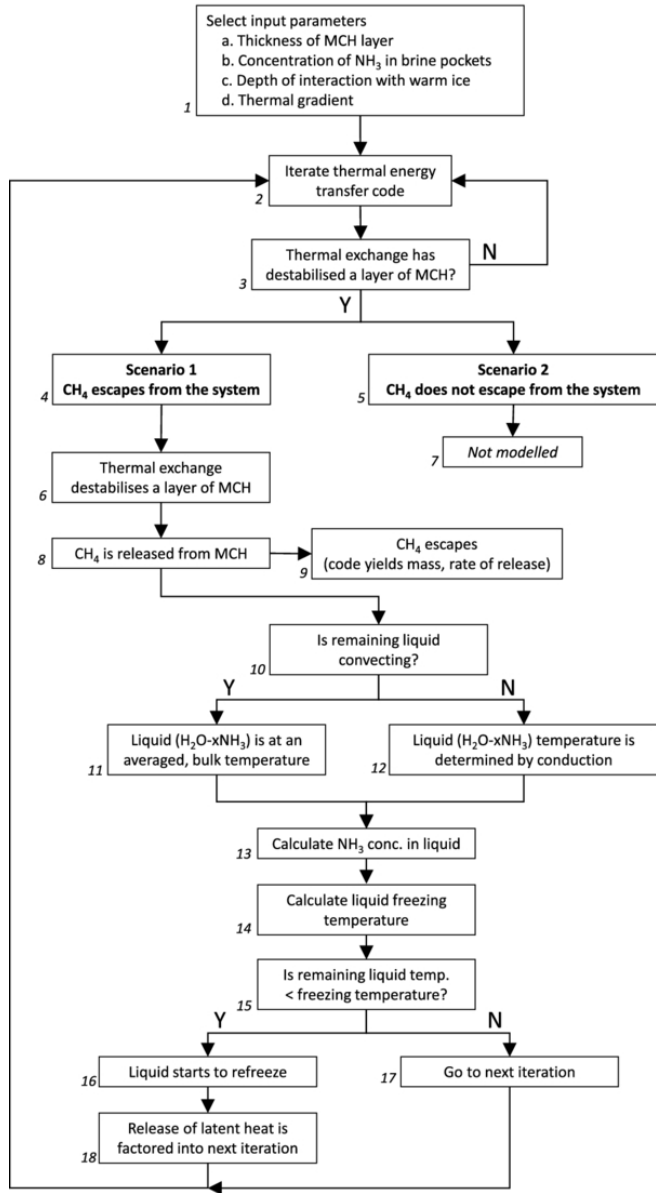 Select input parameters
a. Thickness of MCH layer
b. Concentration of NH₃ in brine pockets
c. Depth of interaction with warm ice
d. Thermal gradient
1
Iterate thermal energy
transfer code
2
Thermal exchange has
destabilised a layer of MCH?
3
N
Y
Scenario 1
CH₄ escapes from the system
4
Scenario 2
CH₄ does not escape from the system
5
Thermal exchange
destabilises a layer of MCH
6
Not modelled
7
CH₄ is released from MCH
8
CH₄ escapes
(code yields mass, rate of release)
9
Is remaining liquid
convecting?
10
Y
N
Liquid (H₂O-xNH₃) is at an
averaged, bulk temperature
11
Liquid (H₂O-xNH₃) temperature is
determined by conduction
12
Calculate NH₃ conc. in liquid
13
Calculate liquid freezing
temperature
14
Is remaining liquid temp.
< freezing temperature?
15
Y
N
Liquid starts to refreeze
16
Go to next iteration
17
Release of latent heat is
factored into next iteration
18